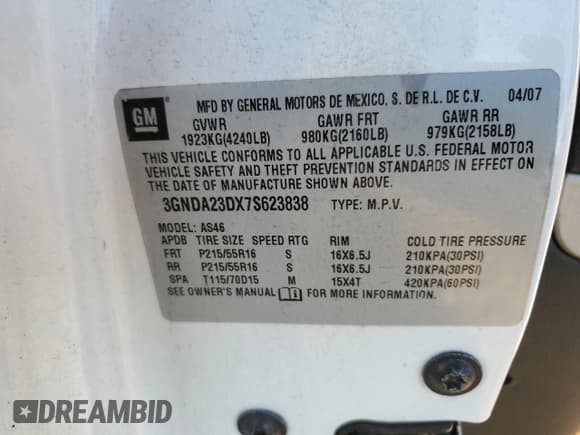 GM
MFD BY GENERAL MOTORS DE MEXICO, S. DE R.L. DE C.V. 04/07
GVWR GAWR FRT GAWR RR
1923KG(4240LB) 980KG(2160LB) 979KG(2158LB)
THIS VEHICLE CONFORMS TO ALL APPLICABLE U.S. FEDERAL MOTOR
VEHICLE SAFETY AND THEFT PREVENTION STANDARDS IN EFFECT ON
THE DATE OF MANUFACTURE SHOWN ABOVE.
3GNDA23DX7S623838 TYPE: M.P.V.
MODEL: AS46
APDB TIRE SIZE SPEED RTG RIM COLD TIRE PRESSURE
FRT P215/55R16 S 16X6.5J 210KPA(30PSI)
RR P215/55R16 S 16X6.5J 210KPA(30PSI)
SPA T115/70D15 M 15X4T 420KPA(60PSI)
SEE OWNER'S MANUAL FOR MORE INFORMATION.
DREAMBID